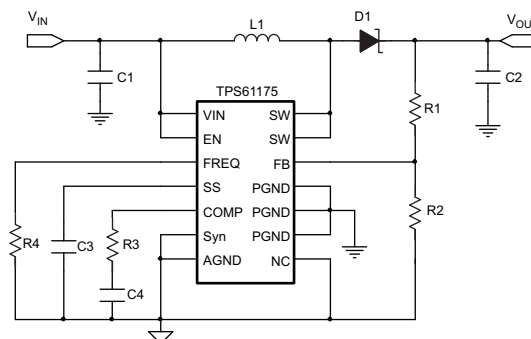 VIN
L1
D1
VOU
C1
TPS61175
C2
VIN
SW
R1
EN
SW
FREQ
FB
SS
PGND
R4
C3
R3
COMP
PGND
R2
Syn
PGND
C4
AGND
NC